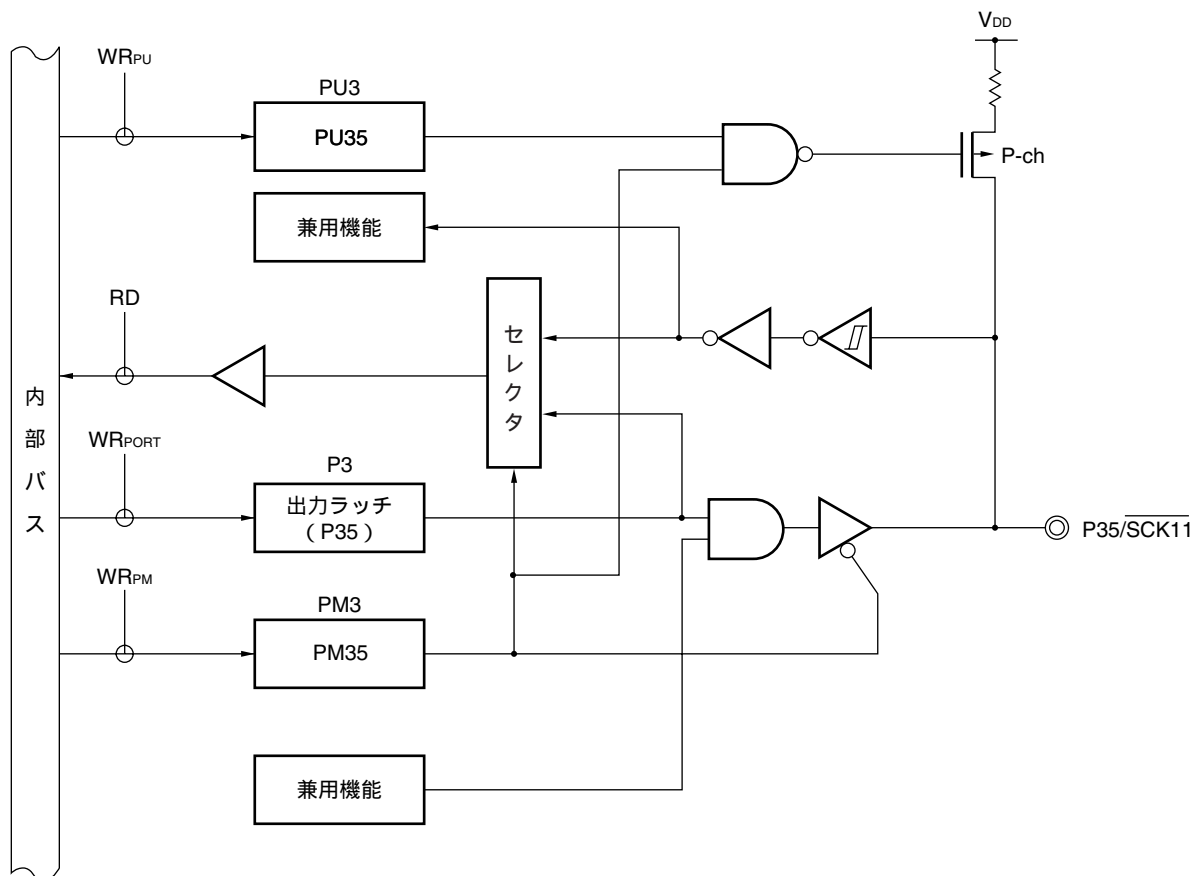 VDD
WRPU
PU3
PU35
P-ch
兼用機能
RD
セレクタ
内部バス
WRPORT
P3
出力ラッチ
(P35)
P35/SCK11
WRPM
PM3
PM35
兼用機能